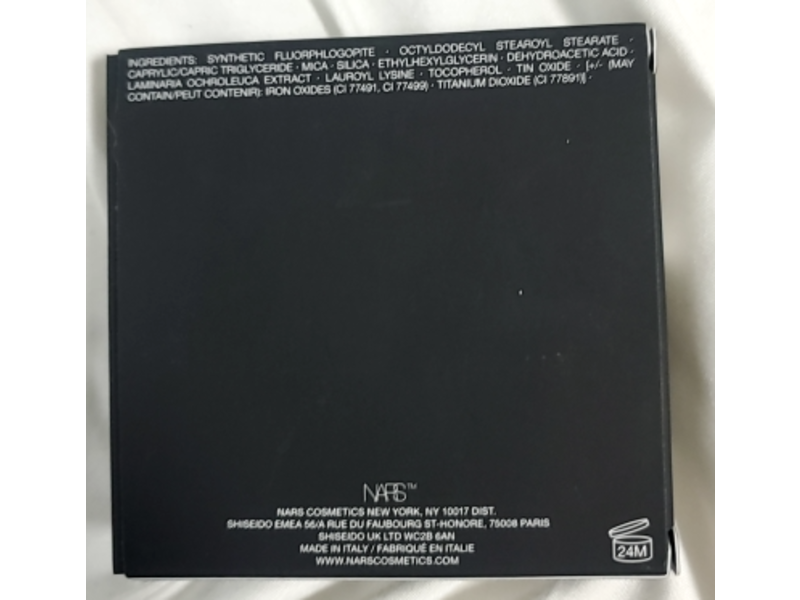 INGREDIENTS: SYNTHETIC FLUORPHLOGOPITE · OCTYLDODECYL STEAROYL STEARATE ·
CAPRYLIC/CAPRIC TRIGLYCERIDE · MICA · SILICA · ETHYLHEXYLGLYCERIN · DEHYDROACETIC ACID ·
LAMINARIA OCHROLEUCA EXTRACT · LAUROYL LYSINE · TOCOPHEROL · TIN OXIDE · [+/- (MAY
CONTAIN/PEUT CONTENIR): IRON OXIDES (CI 77491, CI 77499) · TITANIUM DIOXIDE (CI 77891)] ·
NARS™
NARS COSMETICS NEW YORK, NY 10017 DIST.
SHISEIDO EMEA 56/A RUE DU FAUBOURG ST-HONORE, 75008 PARIS
SHISEIDO UK LTD WC2B 6AN
MADE IN ITALY / FABRIQUÉ EN ITALIE
WWW.NARSCOSMETICS.COM
24M